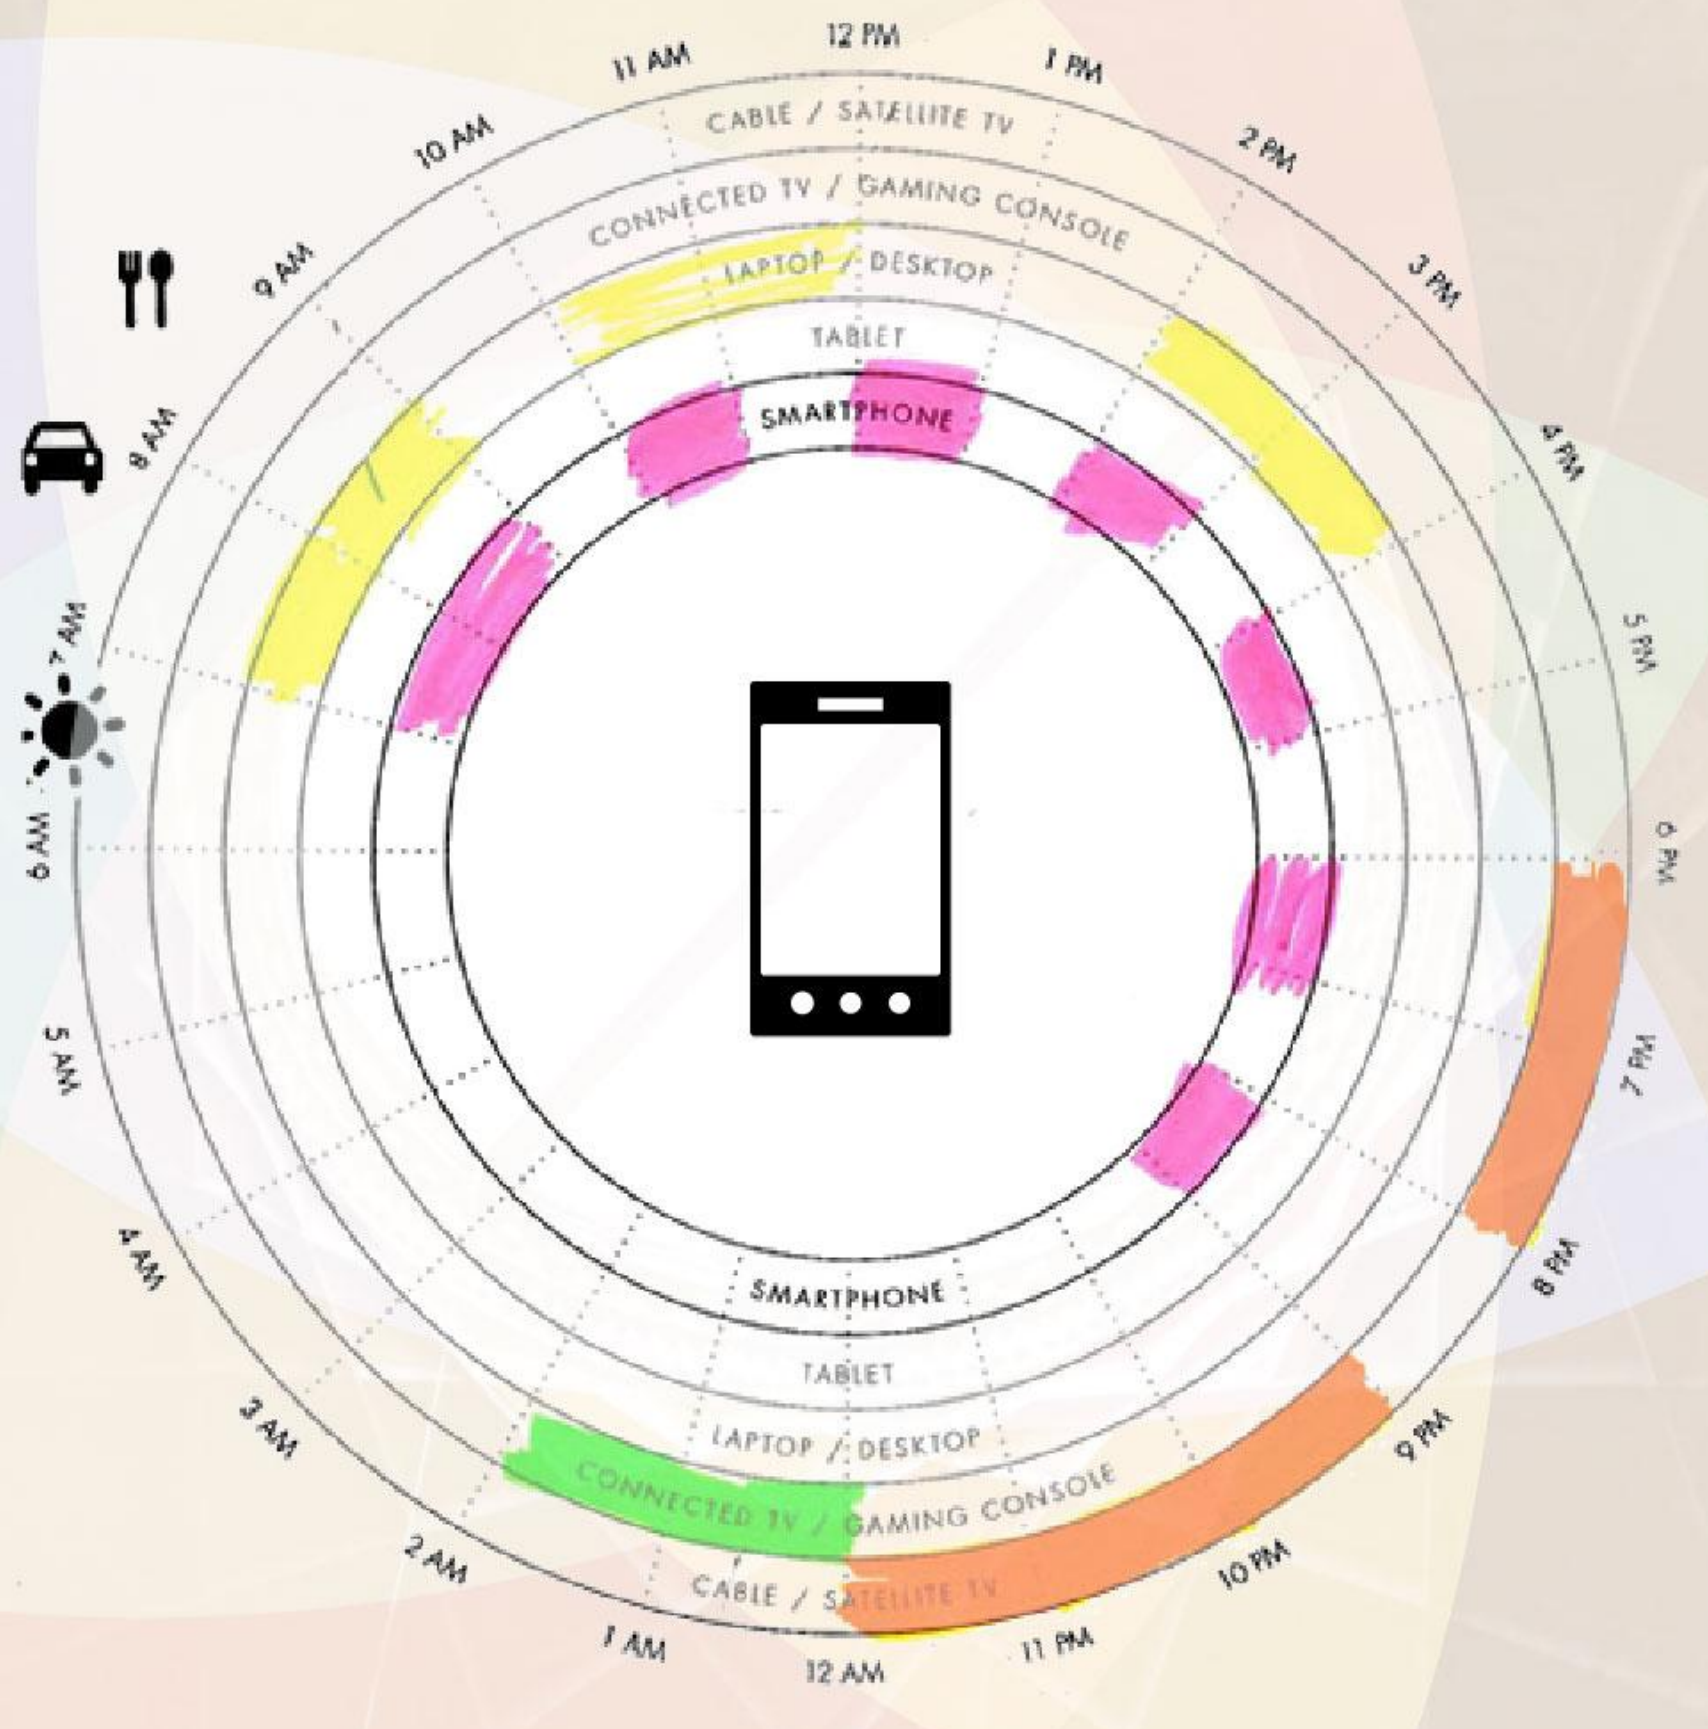 12 PM
11 AM
1 PM
10 AM
2 PM
9 AM
3 PM
8 AM
4 PM
7 AM
5 PM
6 AM
6 PM
5 AM
7 PM
4 AM
8 PM
3 AM
9 PM
2 AM
10 PM
1 AM
11 PM
12 AM
CABLE / SATELLITE TV
CONNECTED TV / GAMING CONSOLE
LAPTOP / DESKTOP
TABLET
SMARTPHONE
SMARTPHONE
TABLET
LAPTOP / DESKTOP
CONNECTED TV / GAMING CONSOLE
CABLE / SATELLITE TV